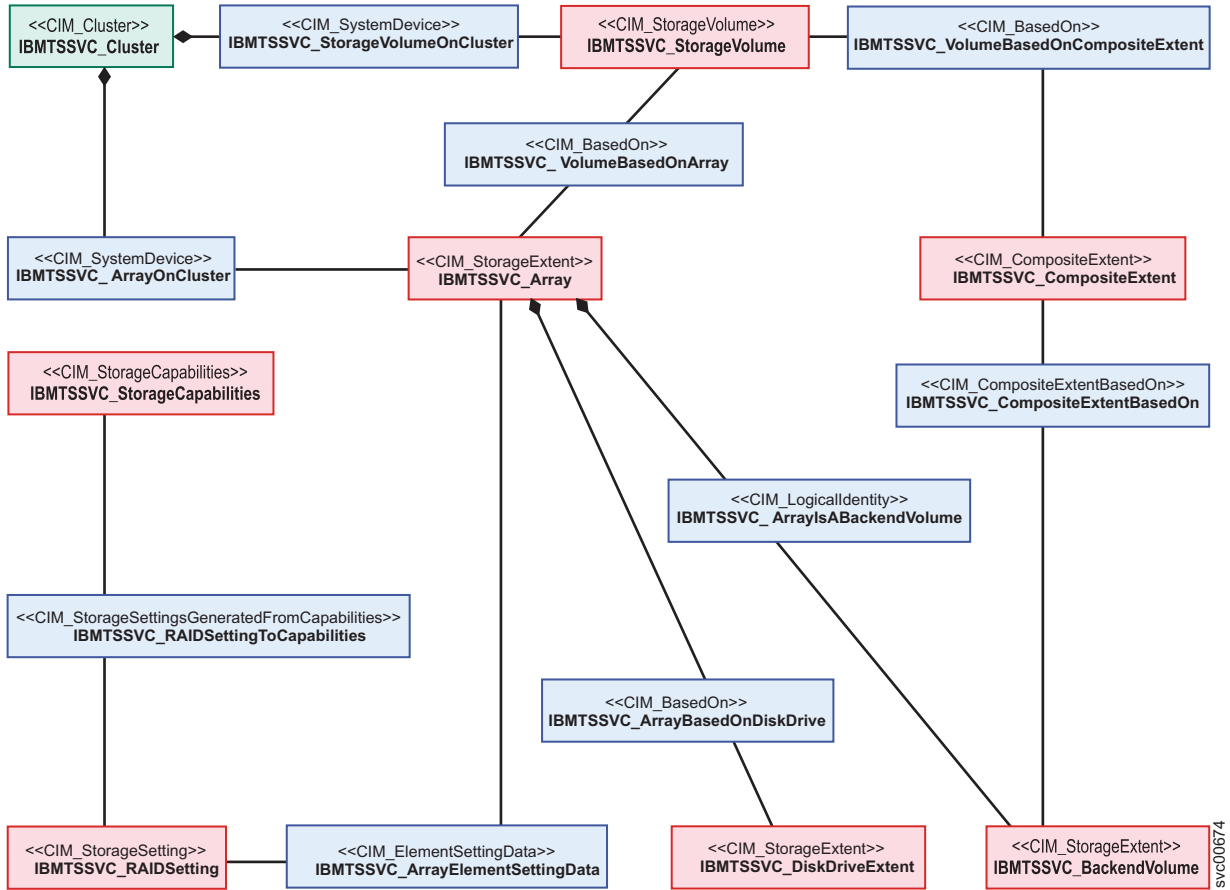 <<CIM_Cluster>>
IBMTSSVC_Cluster
<<CIM_SystemDevice>>
IBMTSSVC_StorageVolumeOnCluster
<<CIM_StorageVolume>>
IBMTSSVC_StorageVolume
<<CIM_BasedOn>>
IBMTSSVC_VolumeBasedOnCompositeExtent
<<CIM_BasedOn>>
IBMTSSVC_ VolumeBasedOnArray
<<CIM_SystemDevice>>
IBMTSSVC_ ArrayOnCluster
<<CIM_StorageExtent>>
IBMTSSVC_Array
<<CIM_CompositeExtent>>
IBMTSSVC_CompositeExtent
<<CIM_StorageCapabilities>>
IBMTSSVC_StorageCapabilities
<<CIM_CompositeExtentBasedOn>>
IBMTSSVC_CompositeExtentBasedOn
<<CIM_LogicalIdentity>>
IBMTSSVC_ ArrayIsABackendVolume
<<CIM_StorageSettingsGeneratedFromCapabilities>>
IBMTSSVC_RAIDSettingToCapabilities
<<CIM_BasedOn>>
IBMTSSVC_ArrayBasedOnDiskDrive
<<CIM_StorageSetting>>
IBMTSSVC_RAIDSetting
<<CIM_ElementSettingData>>
IBMTSSVC_ArrayElementSettingData
<<CIM_StorageExtent>>
IBMTSSVC_DiskDriveExtent
<<CIM_StorageExtent>>
IBMTSSVC_BackendVolume
svc00674